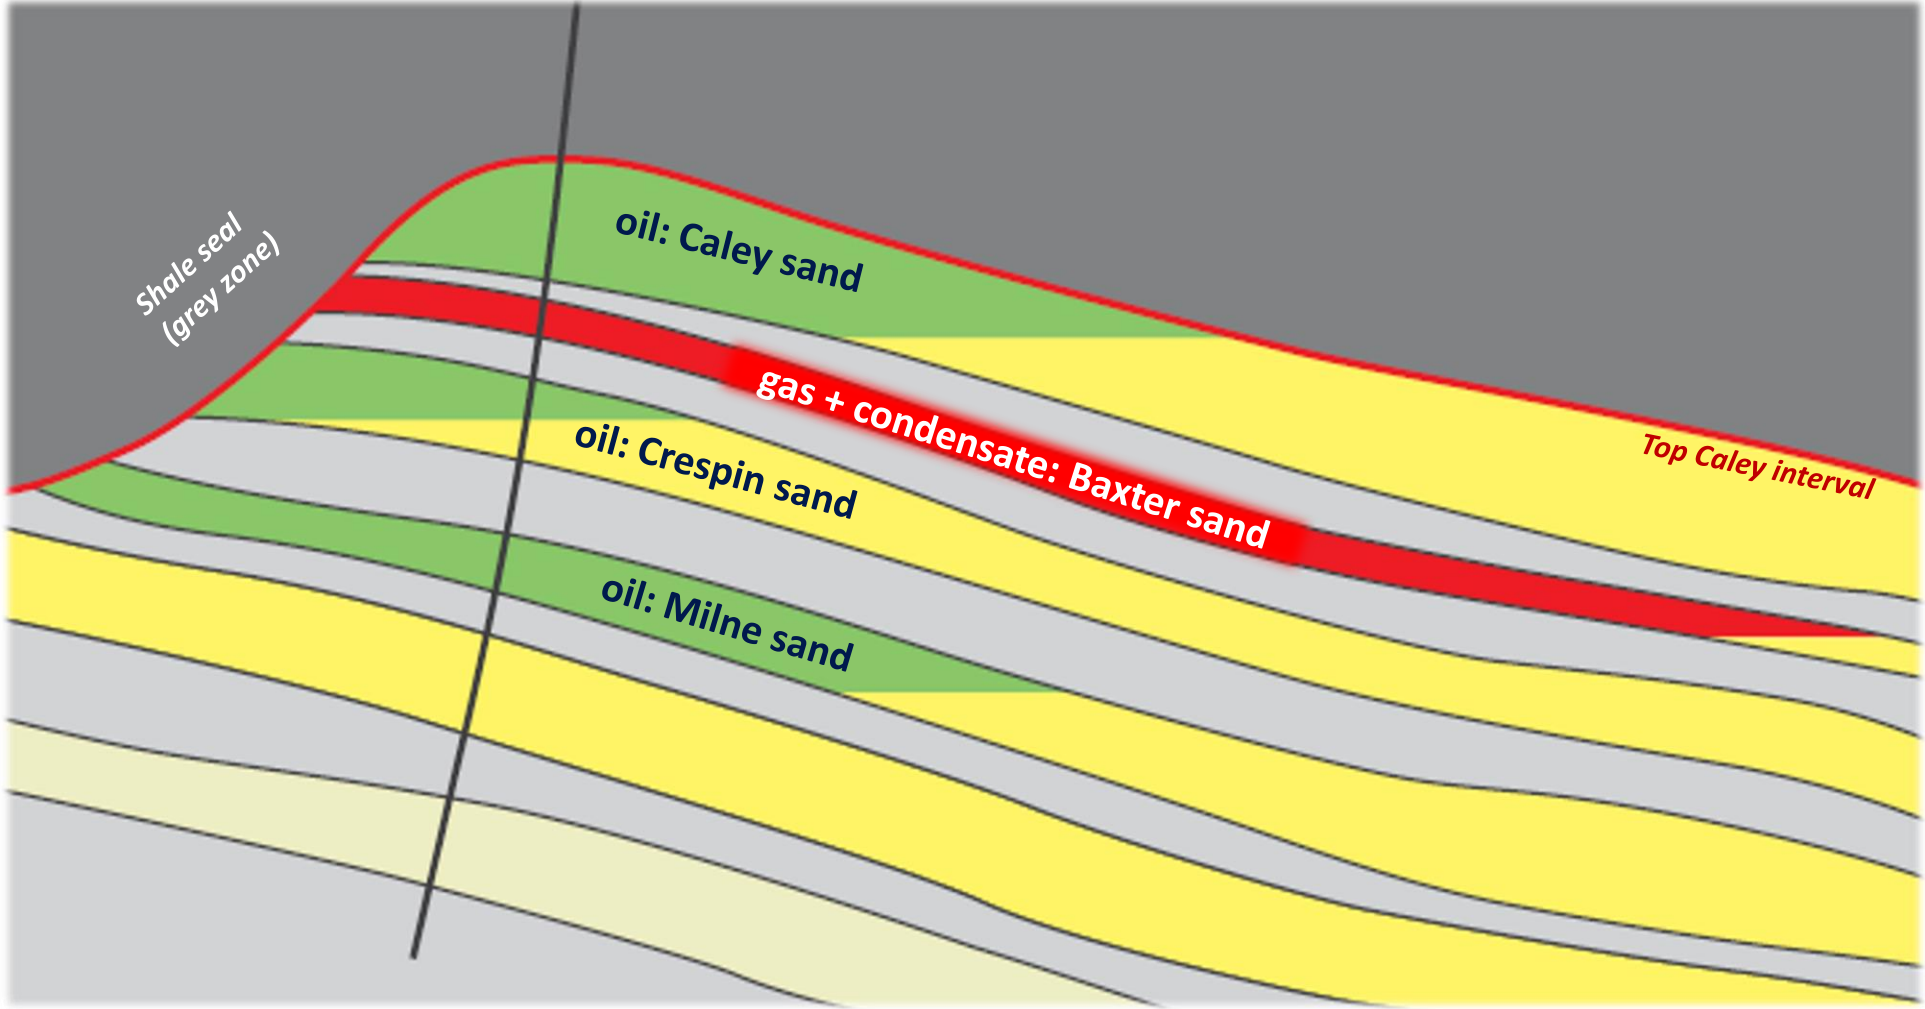 Shale seal
(grey zone)
oil: Caley sand
gas + condensate: Baxter sand
oil: Crespin sand
Top Caley interval
oil: Milne sand